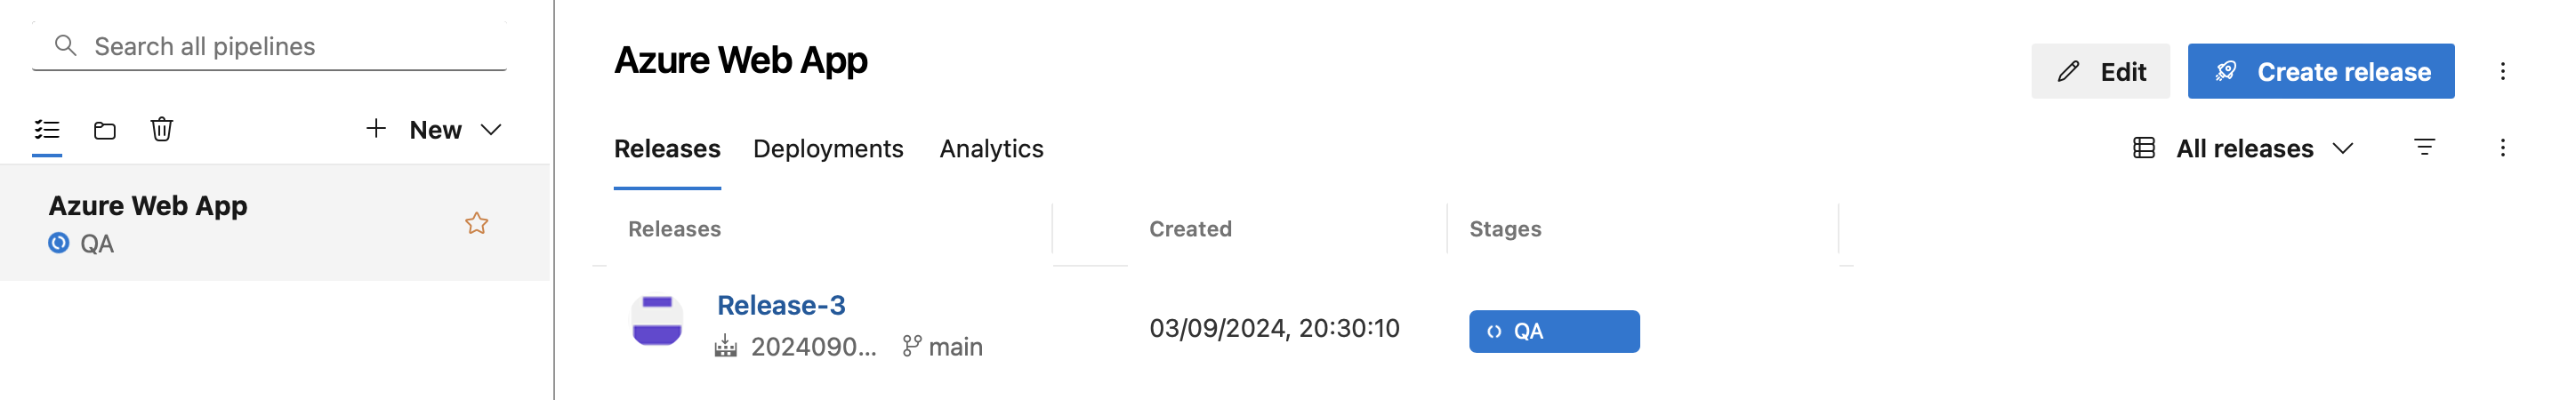 Search all pipelines
New
Azure Web App
QA
Azure Web App
Edit
Create release
Releases Deployments Analytics
All releases
Releases Created Stages
Release-3
2024090... main
03/09/2024, 20:30:10
QA